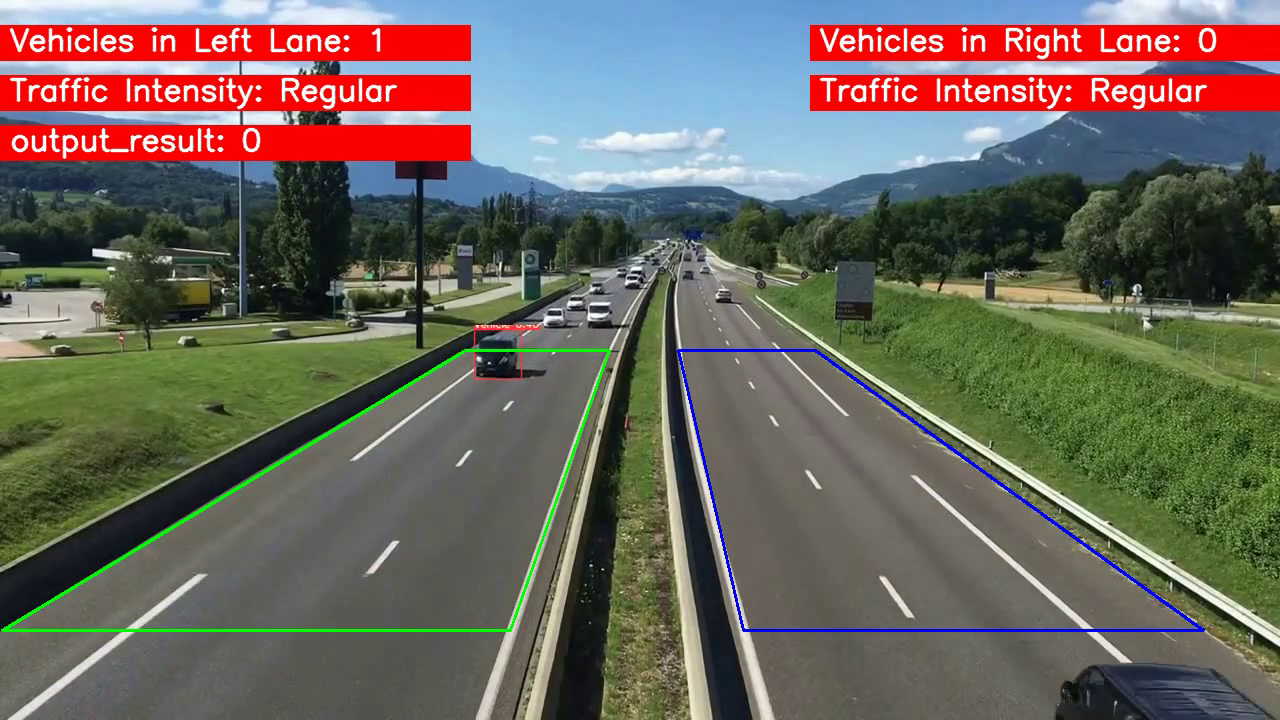 Vehicles in Left Lane: 1
Vehicles in Right Lane: 0
Traffic Intensity: Regular
Traffic Intensity: Regular
output_result: 0